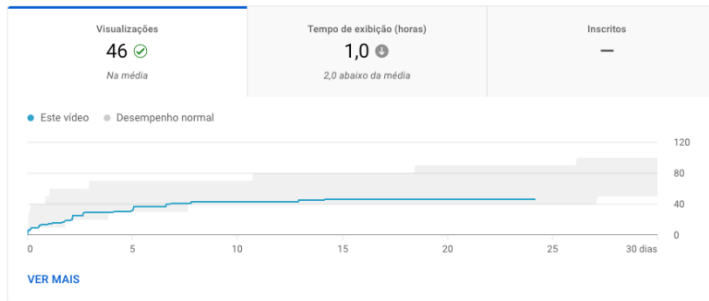 Visualizações
46
Na média
Tempo de exibição (horas)
1,0
2,0 abaixo da média
Inscritos
—
Este vídeo Desempenho normal
120
80
40
0
0 5 10 15 20 25 30 dias
VER MAIS